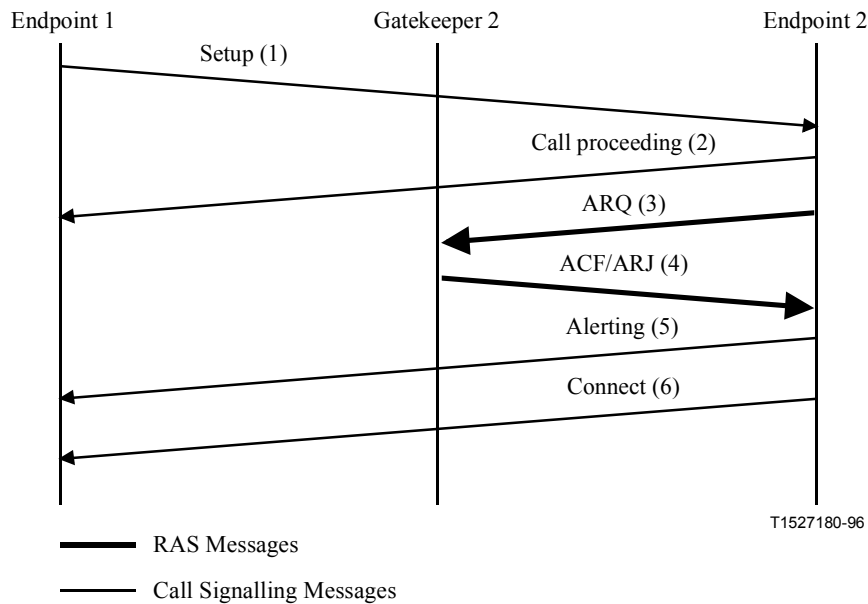 Endpoint 1
Gatekeeper 2
Endpoint 2
Setup (1)
Call proceeding (2)
ARQ (3)
ACF/ARJ (4)
Alerting (5)
Connect (6)
T1527180-96
RAS Messages
Call Signalling Messages